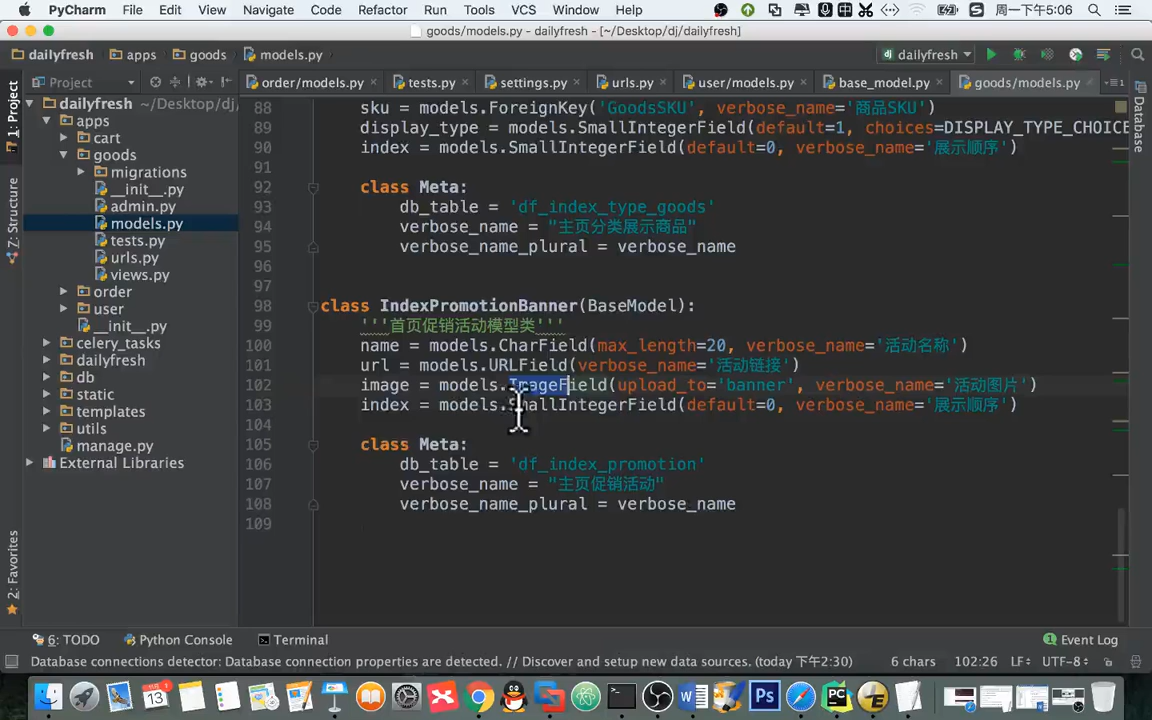 PyCharm File Edit View Navigate Code Refactor Run Tools VCS Window Help 周一下午5:06
goods/models.py - dailyfresh - [~/Desktop/dj/dailyfresh]
dailyfresh apps goods models.py dailyfresh
Project order/models.py tests.py settings.py urls.py user/models.py base_model.py goods/models.py
1: Project
7: Structure
2: Favorites
Database
dailyfresh ~/Desktop/dj/
apps
cart
goods
migrations
__init__.py
admin.py
models.py
tests.py
urls.py
views.py
order
user
__init__.py
celery_tasks
dailyfresh
db
static
templates
utils
manage.py
External Libraries
88 sku = models.ForeignKey('GoodsSKU', verbose_name='商品SKU')
89 display_type = models.SmallIntegerField(default=1, choices=DISPLAY_TYPE_CHOICE
90 index = models.SmallIntegerField(default=0, verbose_name='展示顺序')
91
92 class Meta:
93 db_table = 'df_index_type_goods'
94 verbose_name = "主页分类展示商品"
95 verbose_name_plural = verbose_name
96
97
98 class IndexPromotionBanner(BaseModel):
99 '''首页促销活动模型类'''
100 name = models.CharField(max_length=20, verbose_name='活动名称')
101 url = models.URLField(verbose_name='活动链接')
102 image = models.ImageField(upload_to='banner', verbose_name='活动图片')
103 index = models.SmallIntegerField(default=0, verbose_name='展示顺序')
104
105 class Meta:
106 db_table = 'df_index_promotion'
107 verbose_name = "主页促销活动"
108 verbose_name_plural = verbose_name
109
6: TODO Python Console Terminal 1 Event Log
Database connections detector: Database connection properties are detected. // Discover and setup new data sources. (today 下午2:30) 6 chars 102:26 LF UTF-8
13
Ps
PC